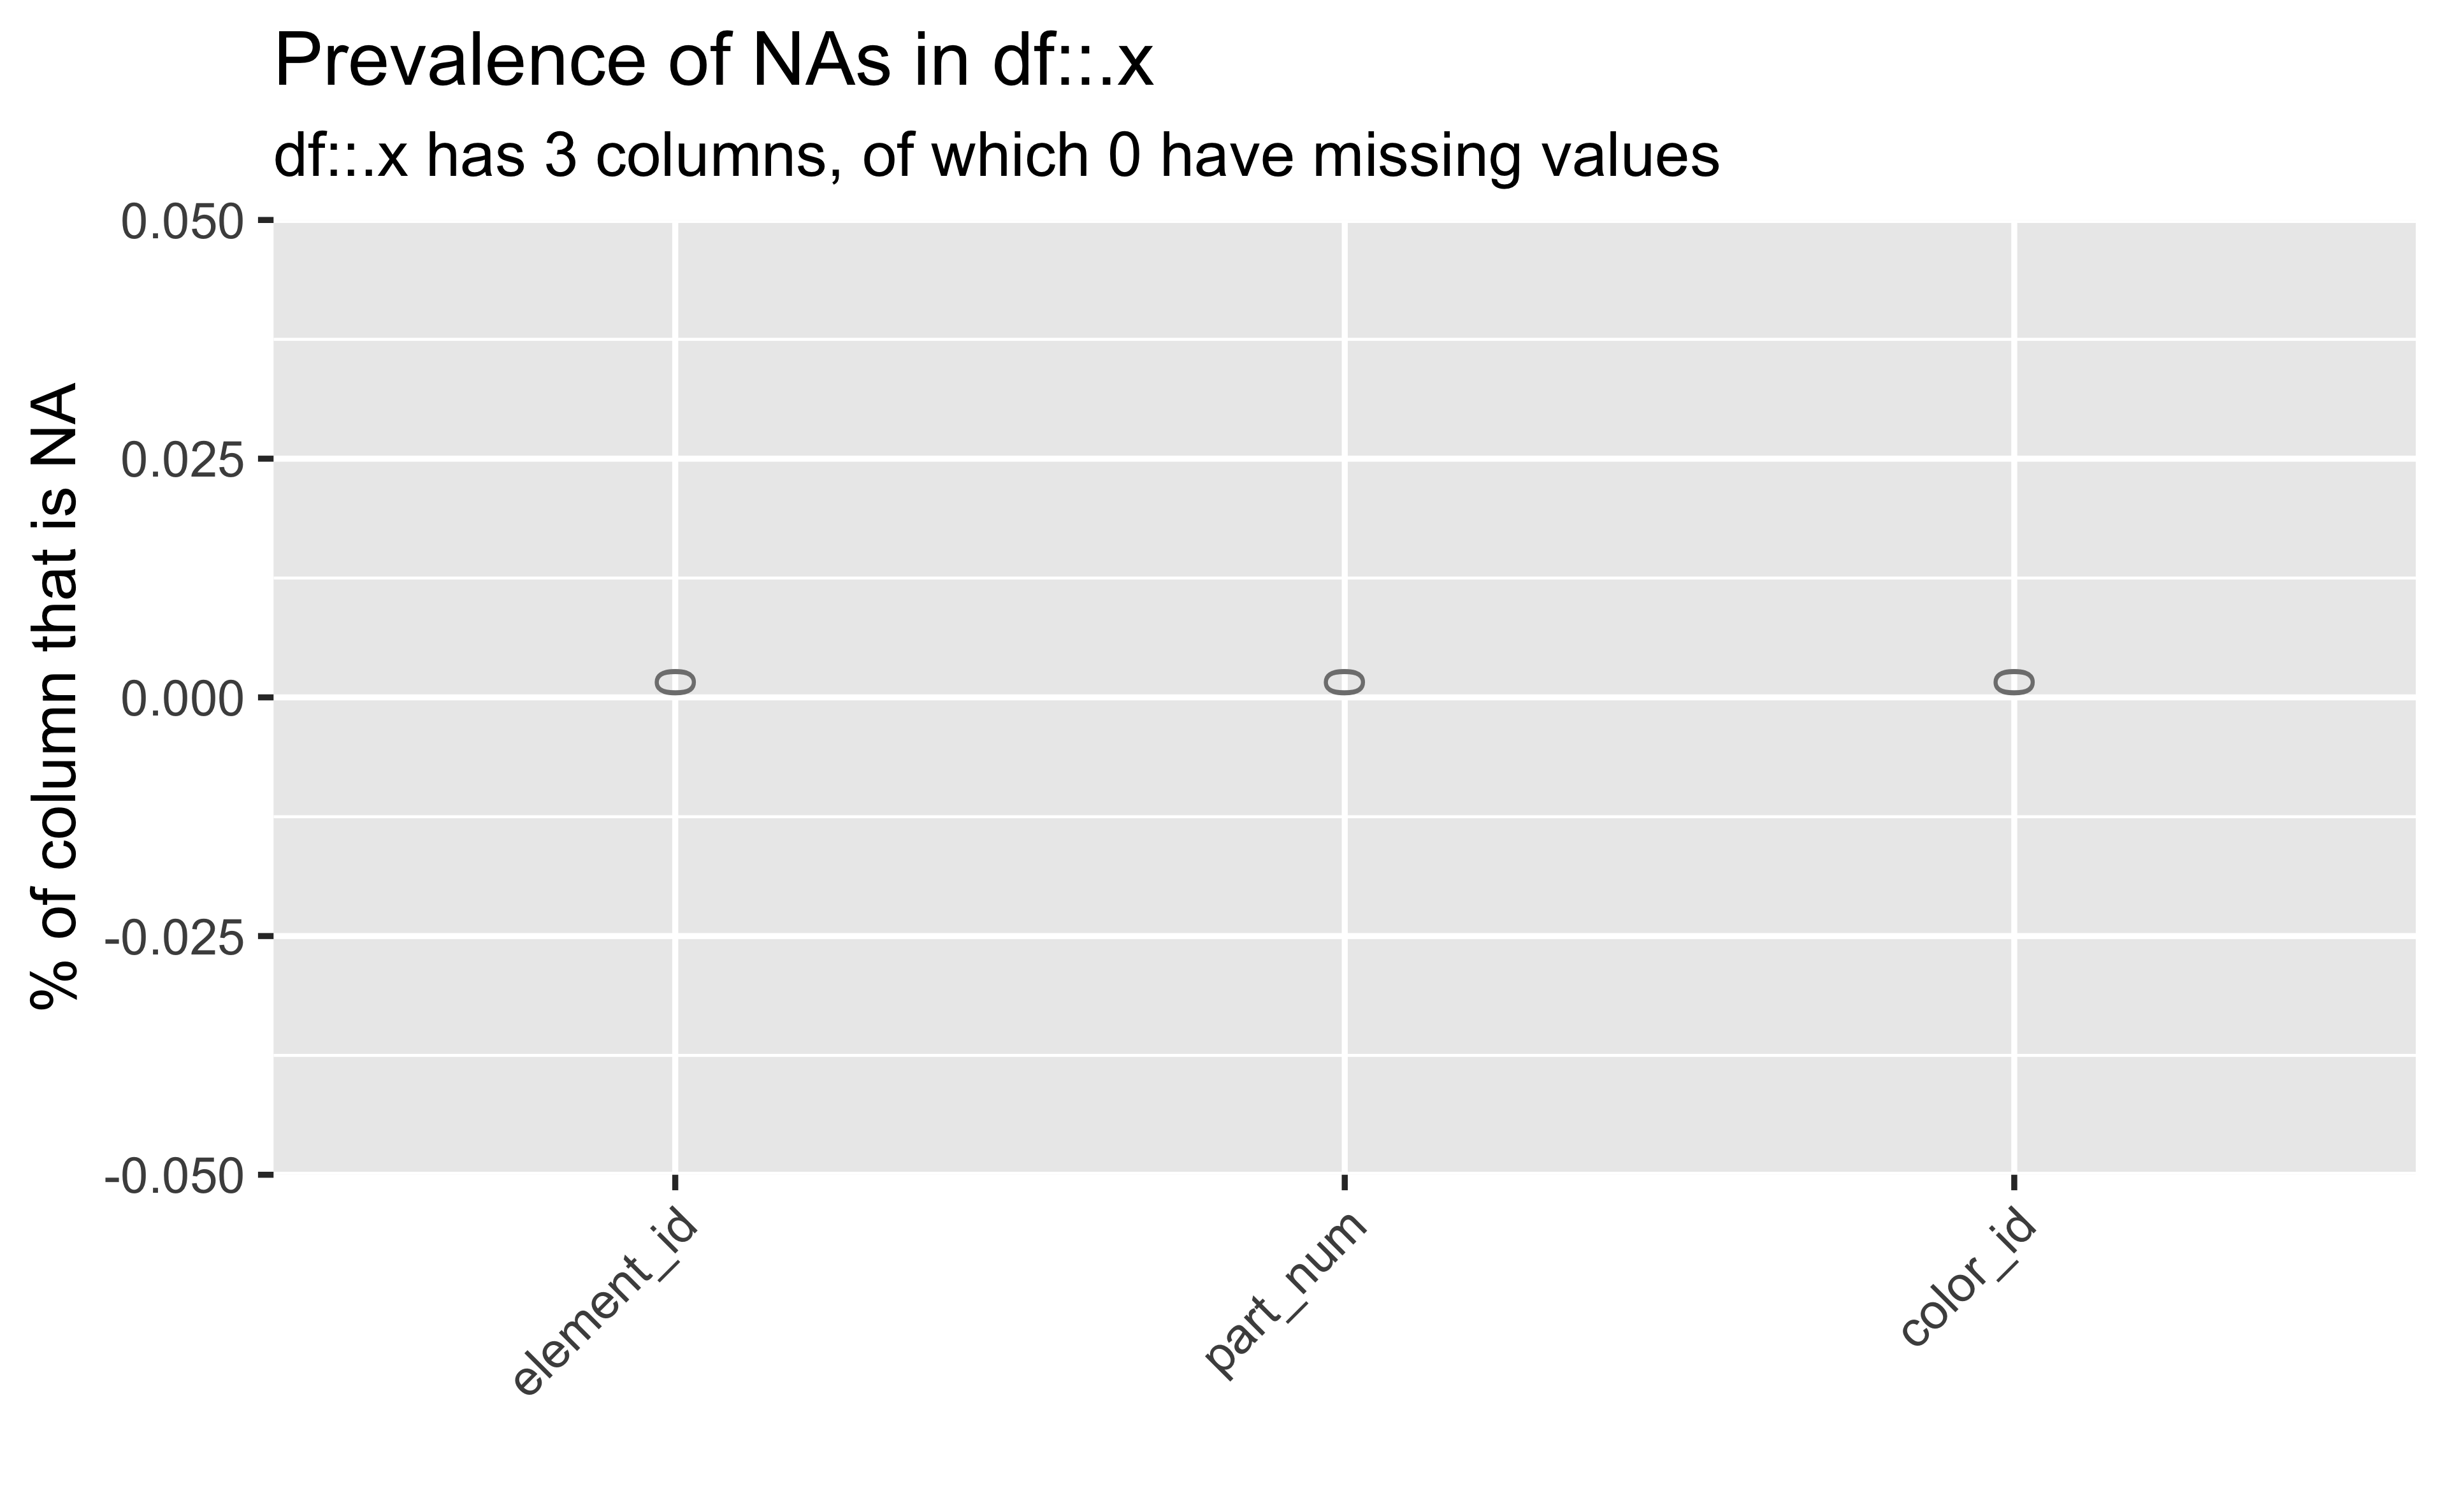 Prevalence of NAs in df::.x
df::.x has 3 columns, of which 0 have missing values
% of column that is NA
0.050
0.025
0.000
-0.025
-0.050
0
0
0
element_id
part_num
color_id